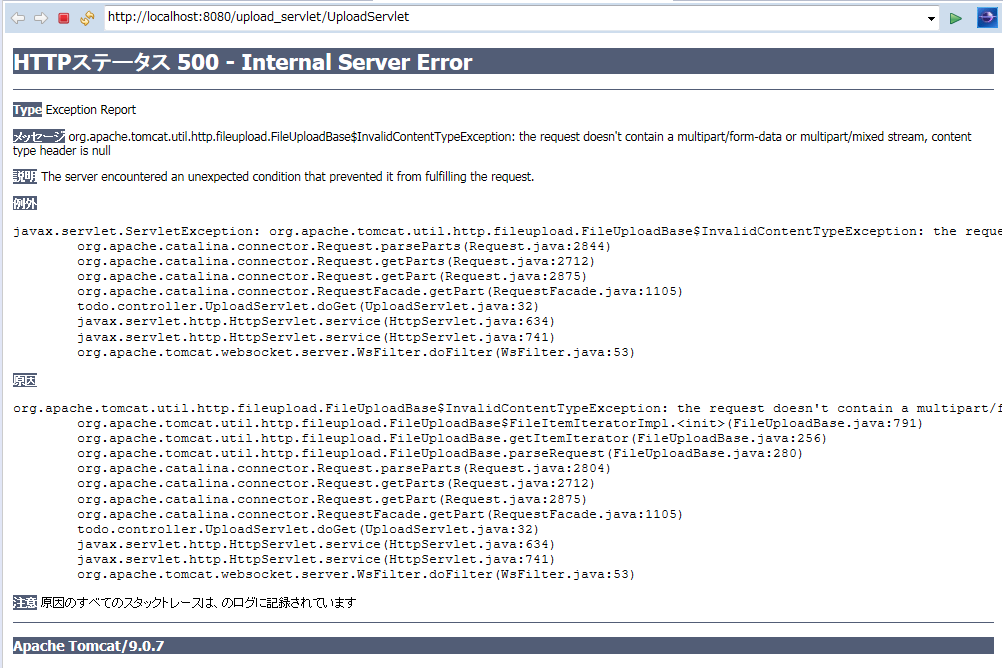 http://localhost:8080/upload_servlet/UploadServlet
HTTPステータス 500 - Internal Server Error
Type Exception Report
メッセージ org.apache.tomcat.util.http.fileupload.FileUploadBase$InvalidContentTypeException: the request doesn't contain a multipart/form-data or multipart/mixed stream, content
type header is null
説明 The server encountered an unexpected condition that prevented it from fulfilling the request.
例外
javax.servlet.ServletException: org.apache.tomcat.util.http.fileupload.FileUploadBase$InvalidContentTypeException: the reque
org.apache.catalina.connector.Request.parseParts(Request.java:2844)
org.apache.catalina.connector.Request.getParts(Request.java:2712)
org.apache.catalina.connector.Request.getPart(Request.java:2875)
org.apache.catalina.connector.RequestFacade.getPart(RequestFacade.java:1105)
todo.controller.UploadServlet.doGet(UploadServlet.java:32)
javax.servlet.http.HttpServlet.service(HttpServlet.java:634)
javax.servlet.http.HttpServlet.service(HttpServlet.java:741)
org.apache.tomcat.websocket.server.WsFilter.doFilter(WsFilter.java:53)
原因
org.apache.tomcat.util.http.fileupload.FileUploadBase$InvalidContentTypeException: the request doesn't contain a multipart/f
org.apache.tomcat.util.http.fileupload.FileUploadBase$FileItemIteratorImpl.<init>(FileUploadBase.java:791)
org.apache.tomcat.util.http.fileupload.FileUploadBase.getItemIterator(FileUploadBase.java:256)
org.apache.tomcat.util.http.fileupload.FileUploadBase.parseRequest(FileUploadBase.java:280)
org.apache.catalina.connector.Request.parseParts(Request.java:2804)
org.apache.catalina.connector.Request.getParts(Request.java:2712)
org.apache.catalina.connector.Request.getPart(Request.java:2875)
org.apache.catalina.connector.RequestFacade.getPart(RequestFacade.java:1105)
todo.controller.UploadServlet.doGet(UploadServlet.java:32)
javax.servlet.http.HttpServlet.service(HttpServlet.java:634)
javax.servlet.http.HttpServlet.service(HttpServlet.java:741)
org.apache.tomcat.websocket.server.WsFilter.doFilter(WsFilter.java:53)
注意 原因のすべてのスタックトレースは、のログに記録されています
Apache Tomcat/9.0.7